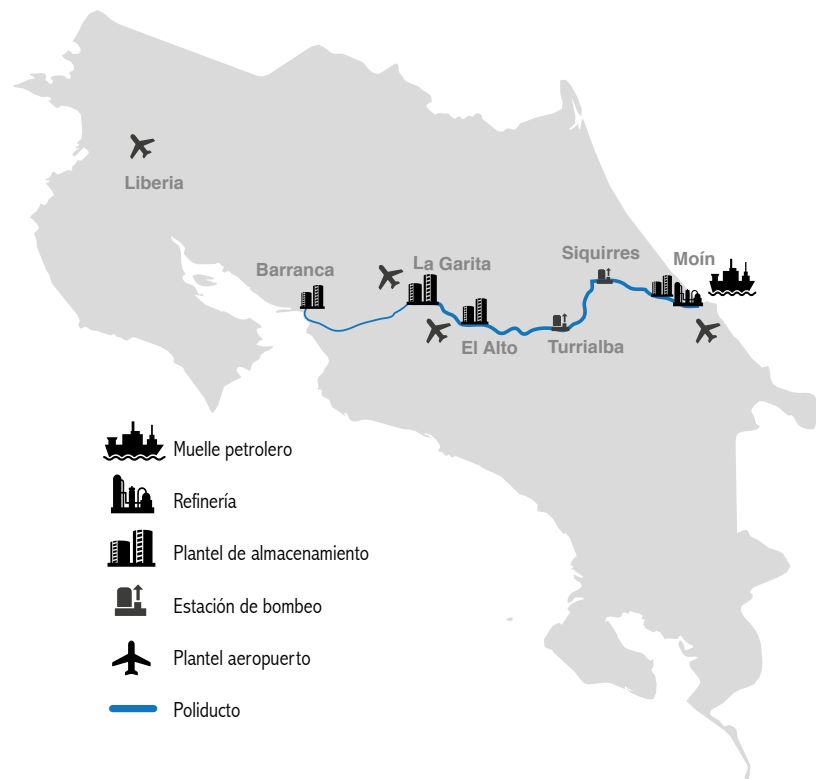 Liberia
Siquirres
Moín
La Garita
Barranca
El Alto
Turrialba
Muelle petrolero
Refinería
Plantel de almacenamiento
Estación de bombeo
Plantel aeropuerto
Poliducto